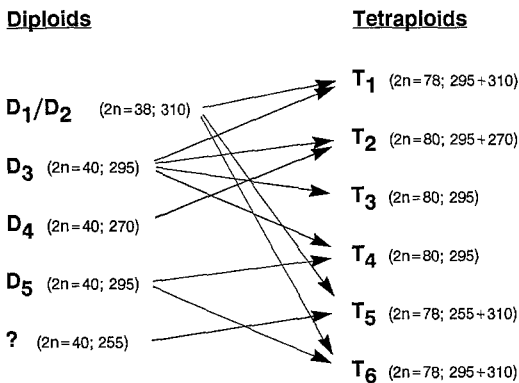 Diploids
Tetraploids
D1/D2 (2n=38; 310)
D3 (2n=40; 295)
D4 (2n=40; 270)
D5 (2n=40; 295)
? (2n=40; 255)
T1 (2n=78; 295+310)
T2 (2n=80; 295+270)
T3 (2n=80; 295)
T4 (2n=80; 295)
T5 (2n=78; 255+310)
T6 (2n=78; 295+310)